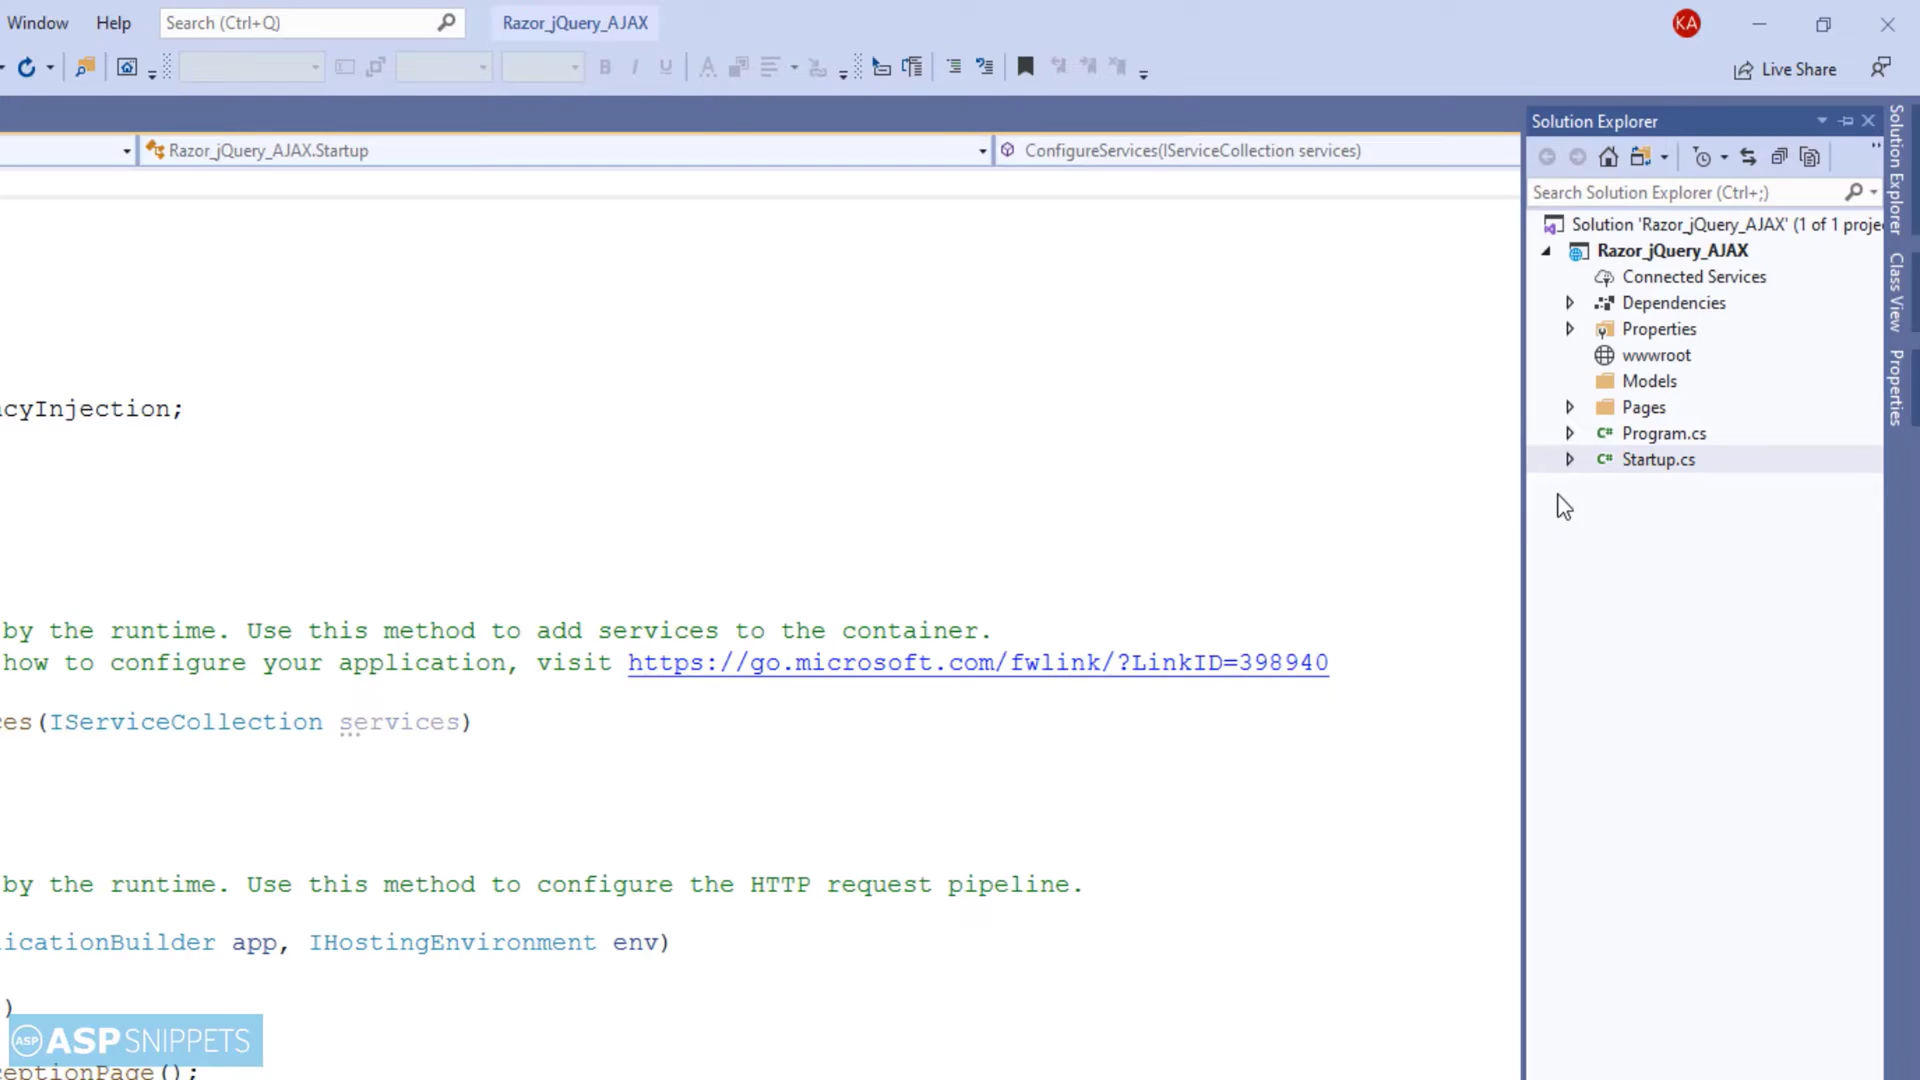 Window Help Search (Ctrl+Q) Razor_jQuery_AJAX KA
B I U A Live Share
Razor_jQuery_AJAX.Startup ConfigureServices(IServiceCollection services)
cyInjection;
by the runtime. Use this method to add services to the container.
how to configure your application, visit https://go.microsoft.com/fwlink/?LinkID=398940
ces(IServiceCollection services)
by the runtime. Use this method to configure the HTTP request pipeline.
licationBuilder app, IHostingEnvironment env)
)
ceptionPage();
ASP ASPSNIPPETS
Solution Explorer
Search Solution Explorer (Ctrl+;)
Solution 'Razor_jQuery_AJAX' (1 of 1 proje
Razor_jQuery_AJAX
Connected Services
Dependencies
Properties
wwwroot
Models
Pages
C# Program.cs
C# Startup.cs
Solution Explorer
Class View
Properties